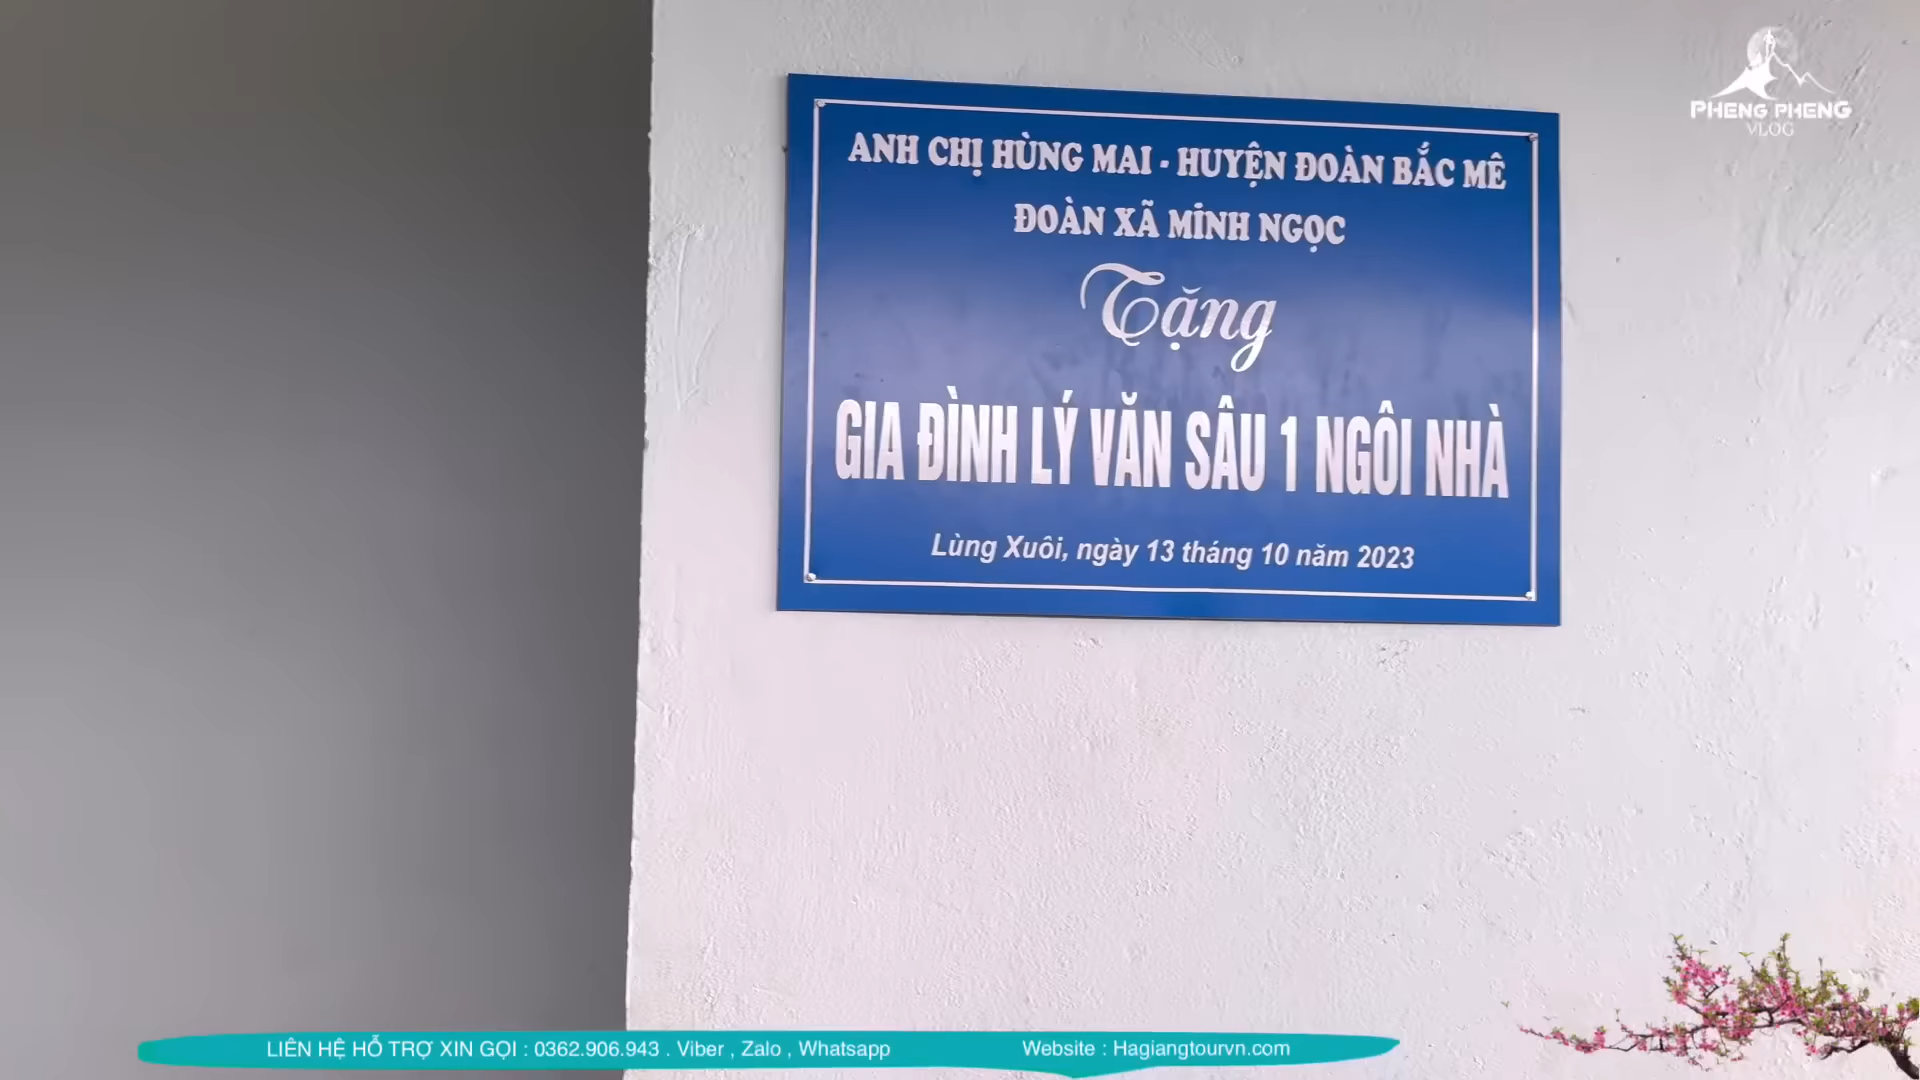 PHENG PHENG
VLOG
ANH CHỊ HÙNG MAI - HUYỆN ĐOÀN BẮC MÊ
ĐOÀN XÃ MINH NGỌC
Tặng
GIA ĐÌNH LÝ VĂN SÂU 1 NGÔI NHÀ
Lùng Xuôi, ngày 13 tháng 10 năm 2023
LIÊN HỆ HỖ TRỢ XIN GỌI : 0362.906.943 . Viber , Zalo , Whatsapp Website : Hagiangtourvn.com